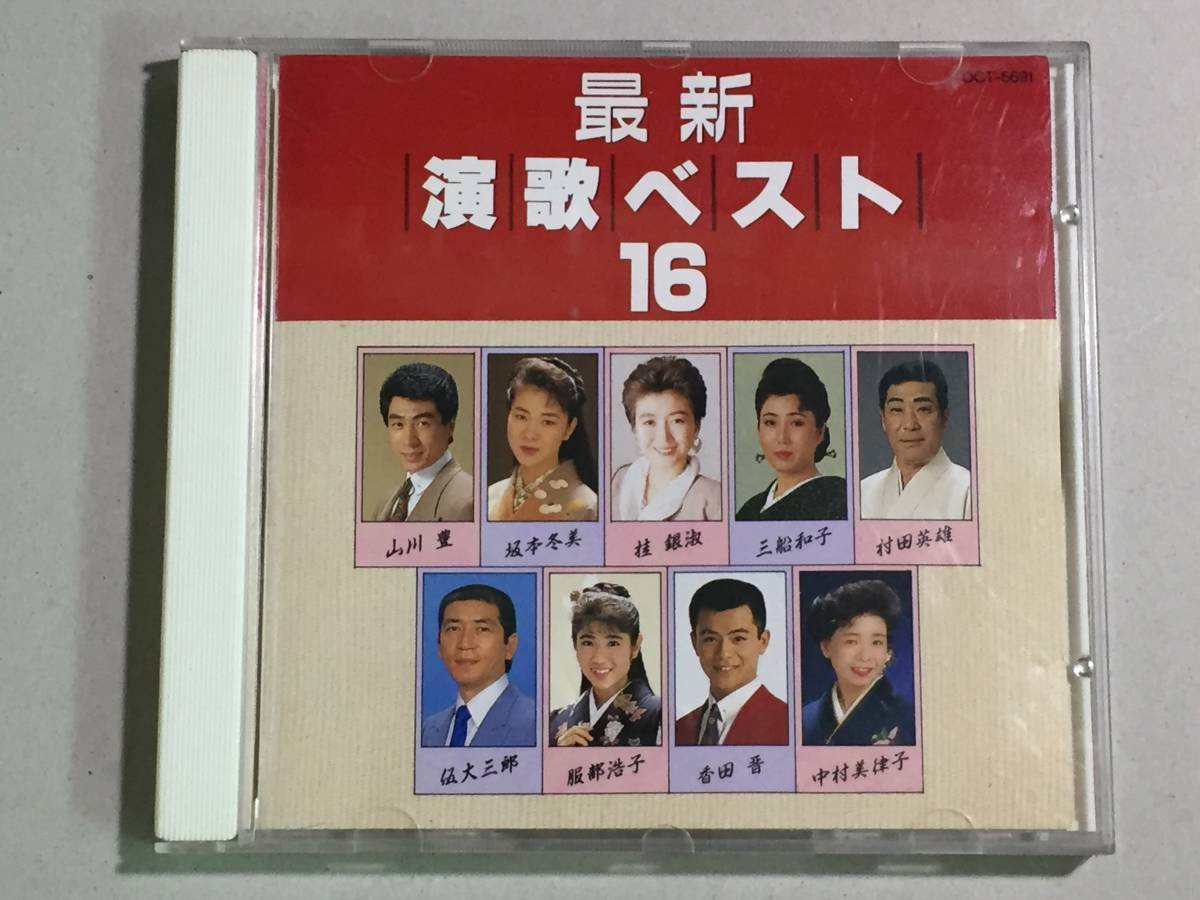 最新
演歌ベスト
16
山川 豊
坂本冬美
桂 銀淑
三船和子
村田英雄
伍大三郎
服部浩子
香田 晋
中村美律子